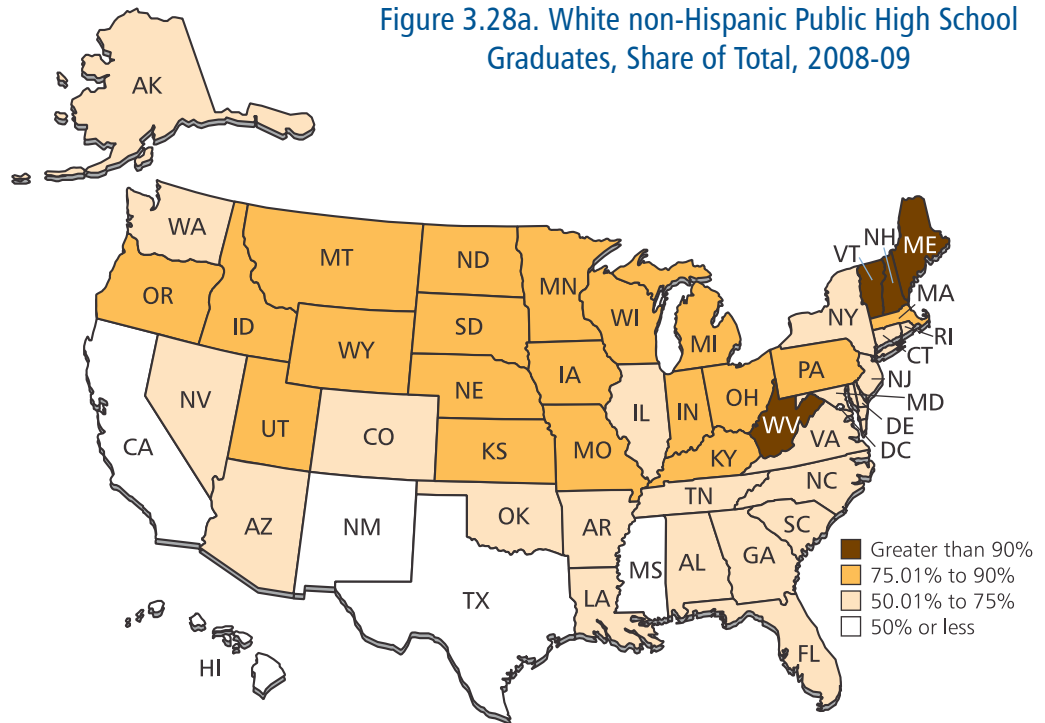 Figure 3.28a. White non-Hispanic Public High School
Graduates, Share of Total, 2008-09
AK
WA
MT
ND
MN
OR
ID
WY
SD
WI
MI
NH
ME
VT
MA
NY
RI
CT
NE
IA
PA
NJ
MD
DE
DC
NV
UT
CO
KS
MO
IL
IN
OH
WV
VA
KY
CA
AZ
NM
OK
AR
TN
NC
SC
TX
LA
MS
AL
GA
FL
HI
Greater than 90%
75.01% to 90%
50.01% to 75%
50% or less